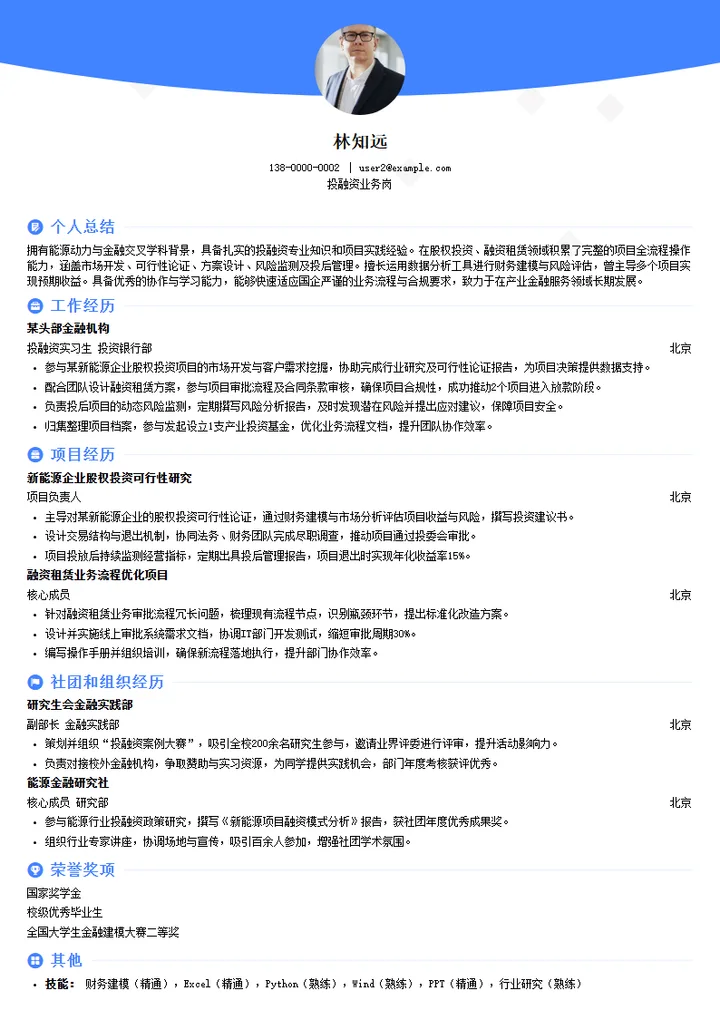 林知远
138-0000-0002 | user2@example.com
投融资业务岗
个人总结
拥有能源动力与金融交叉学科背景，具备扎实的投融资专业知识和项目实践经验。在股权投资、融资租赁领域积累了完整的项目全流程操作
能力，涵盖市场开发、可行性论证、方案设计、风险监测及投后管理。擅长运用数据分析工具进行财务建模与风险评估，曾主导多个项目实
现预期收益。具备优秀的协作与学习能力，能够快速适应国企严谨的业务流程与合规要求，致力于在产业金融服务领域长期发展。
工作经历
某头部金融机构
投融资实习生 投资银行部 北京
• 参与某新能源企业股权投资项目的市场开发与客户需求挖掘，协助完成行业研究及可行性论证报告，为项目决策提供数据支持。
• 配合团队设计融资租赁方案，参与项目审批流程及合同条款审核，确保项目合规性，成功推动2个项目进入放款阶段。
• 负责投后项目的动态风险监测，定期撰写风险分析报告，及时发现潜在风险并提出应对建议，保障项目安全。
• 归集整理项目档案，参与发起设立1支产业投资基金，优化业务流程文档，提升团队协作效率。
项目经历
新能源企业股权投资可行性研究
项目负责人 北京
• 主导对某新能源企业的股权投资可行性论证，通过财务建模与市场分析评估项目收益与风险，撰写投资建议书。
• 设计交易结构与退出机制，协同法务、财务团队完成尽职调查，推动项目通过投委会审批。
• 项目投放后持续监测经营指标，定期出具投后管理报告，项目退出时实现年化收益率15%。
融资租赁业务流程优化项目
核心成员 北京
• 针对融资租赁业务审批流程冗长问题，梳理现有流程节点，识别瓶颈环节，提出标准化改造方案。
• 设计并实施线上审批系统需求文档，协调IT部门开发测试，缩短审批周期30%。
• 编写操作手册并组织培训，确保新流程落地执行，提升部门协作效率。
社团和组织经历
研究生会金融实践部
副部长 金融实践部 北京
• 策划并组织“投融资案例大赛”，吸引全校200余名研究生参与，邀请业界评委进行评审，提升活动影响力。
• 负责对接校外金融机构，争取赞助与实习资源，为同学提供实践机会，部门年度考核获评优秀。
能源金融研究社
核心成员 研究部 北京
• 参与能源行业投融资政策研究，撰写《新能源项目融资模式分析》报告，获社团年度优秀成果奖。
• 组织行业专家讲座，协调场地与宣传，吸引百余人参加，增强社团学术氛围。
荣誉奖项
国家奖学金
校级优秀毕业生
全国大学生金融建模大赛二等奖
其他
• 技能： 财务建模（精通），Excel（精通），Python（熟练），Wind（熟练），PPT（精通），行业研究（熟练）